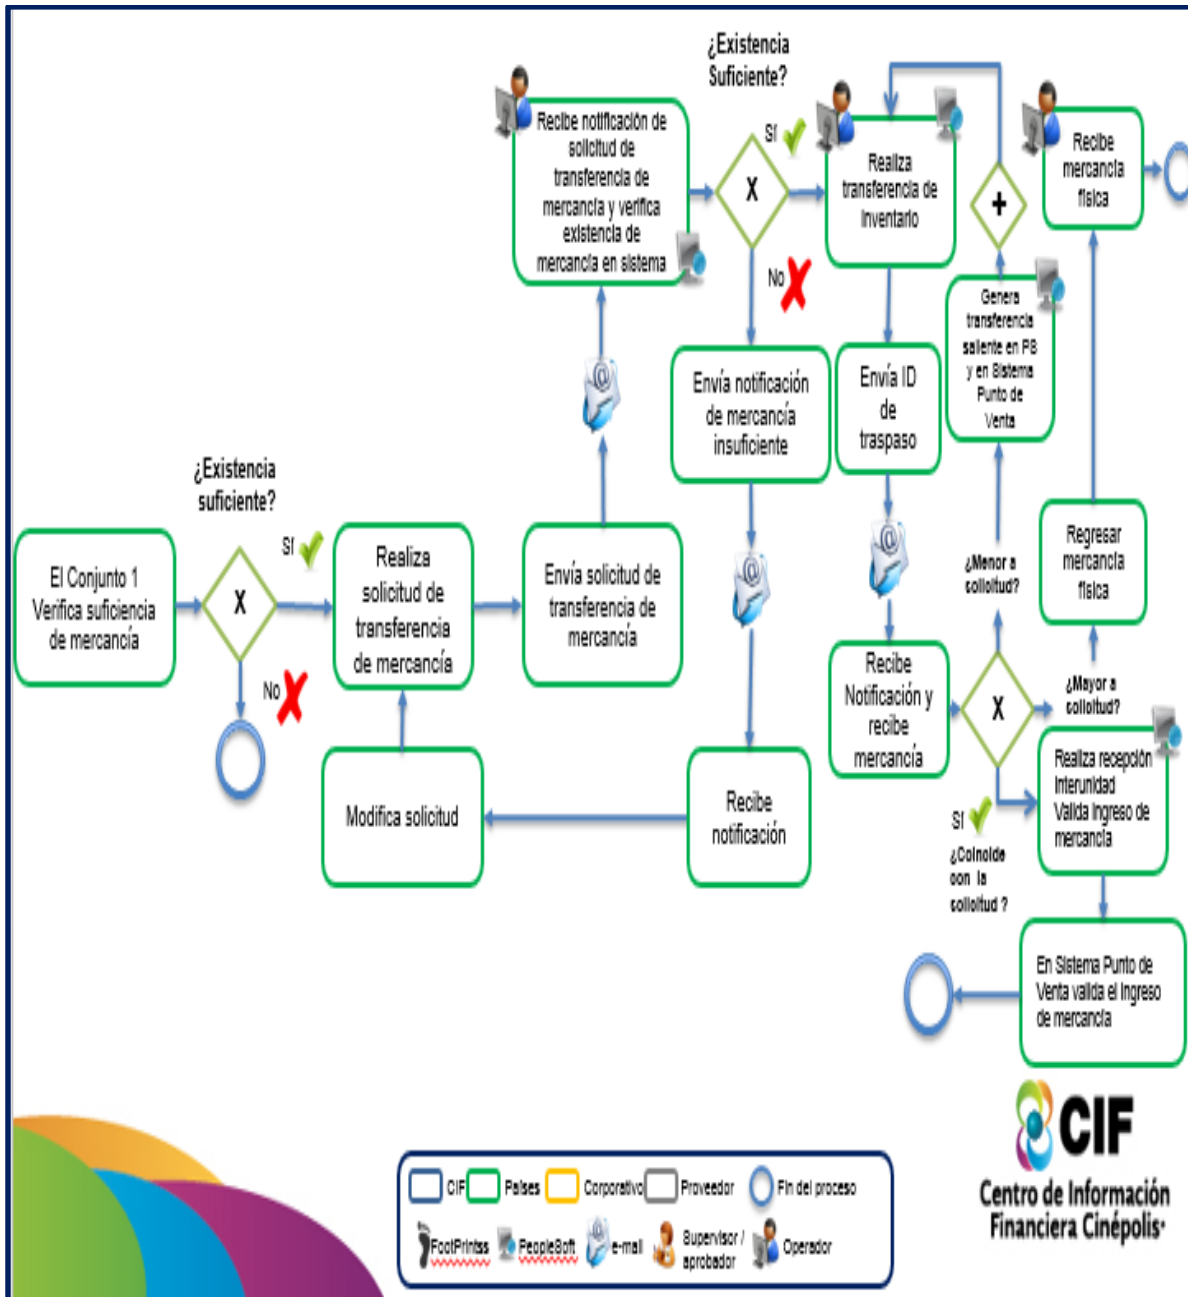 ¿Existencia
Suficiente?
Recibe notificación de
solicitud de
transferencia de
mercancía y verifica
existencia de
mercancía en sistema
X
Sí
No
Realiza
transferencia de
Inventario
+
Recibe
mercancía
física
Genera
transferencia
saliente en PS
y en Sistema
Punto de
Venta
Envía notificación
de mercancía
insuficiente
Envía ID
de
traspaso
¿Existencia
suficiente?
El Conjunto 1
Verifica suficiencia
de mercancía
X
Sí
No
Realiza
solicitud de
transferencia
de mercancía
Envía solicitud de
transferencia de
mercancía
¿Menor a
solicitud?
Regresar
mercancía
física
Recibe
Notificación y
recibe
mercancía
X
¿Mayor a
solicitud?
Modifica solicitud
Recibe
notificación
Sí
¿Coincide
con la
solicitud ?
Realiza recepción
Interunidad
Valida Ingreso de
mercancía
En Sistema Punto de
Venta valida el Ingreso
de mercancía
CIF
Centro de Información
Financiera Cinépolis
CIF
Países
Corporativo
Proveedor
Fin del proceso
FootPrintss
PeopleSoft
e-mail
Supervisor /
aprobador
Operador